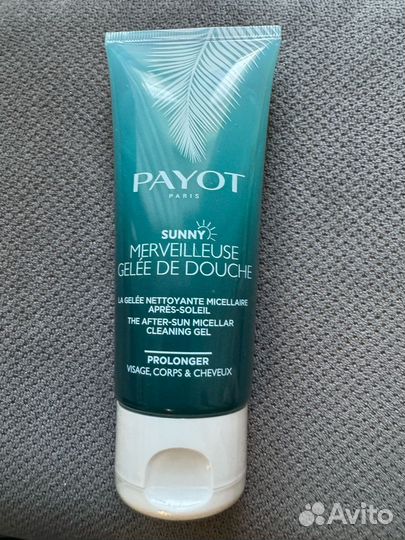 PAYOT
PARIS
SUNNY
MERVEILLEUSE
GELÉE DE DOUCHE
LA GELÉE NETTOYANTE MICELLAIRE
APRÈS-SOLEIL
THE AFTER-SUN MICELLAR
CLEANING GEL
PROLONGER
VISAGE, CORPS & CHEVEUX
Avito